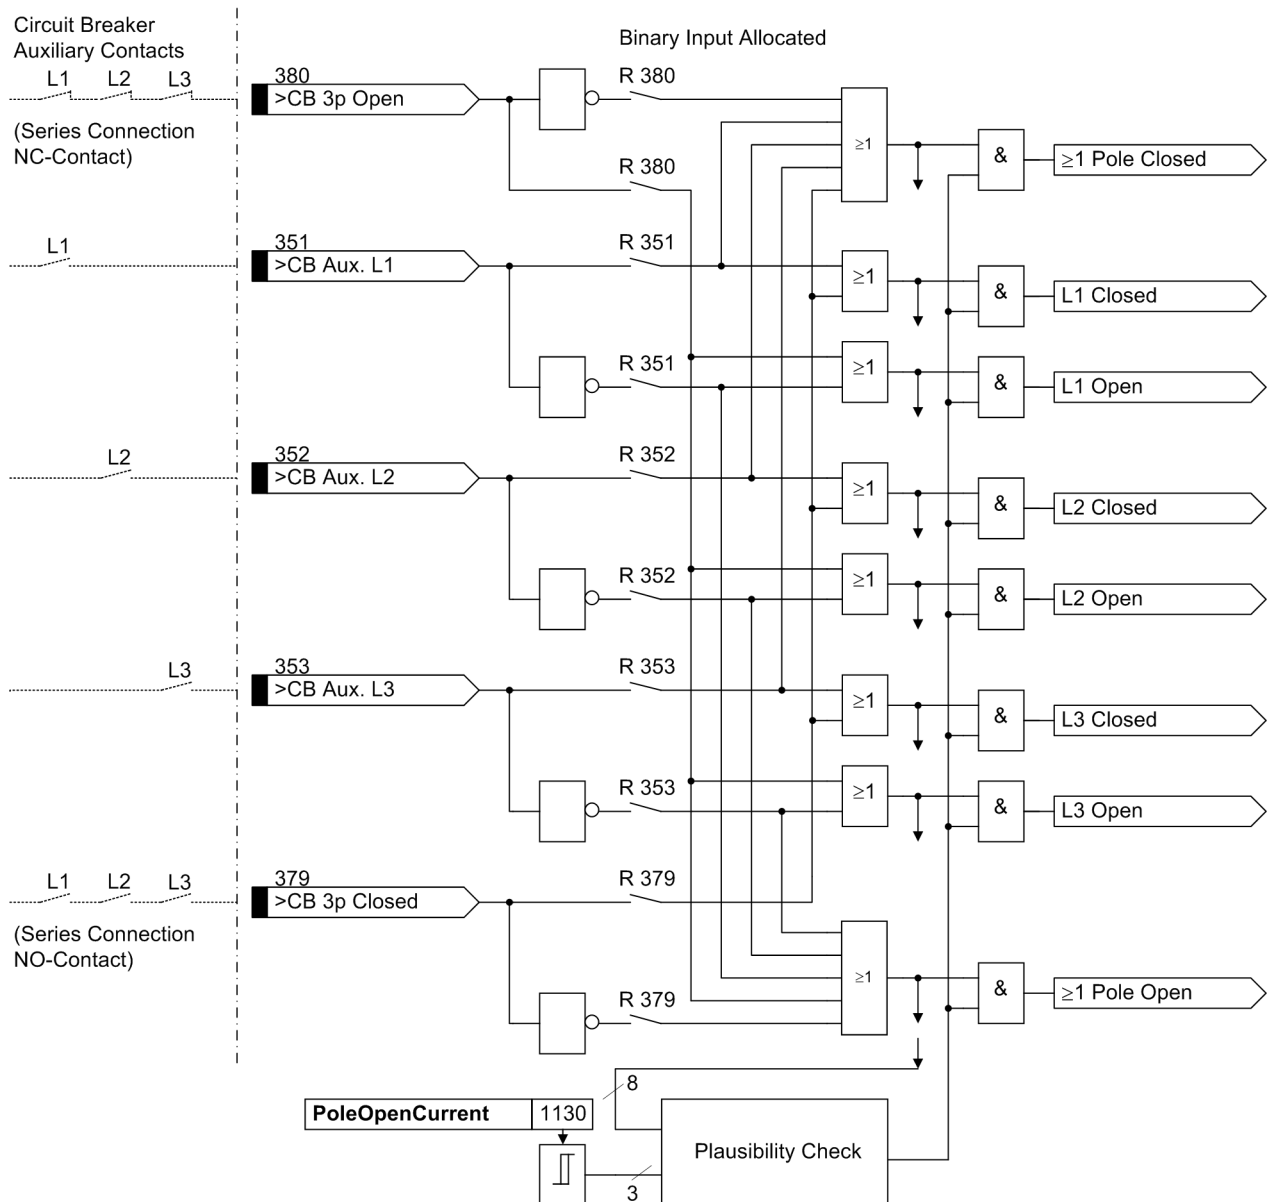 Circuit Breaker
Auxiliary Contacts
Binary Input Allocated
L1 L2 L3
380
>CB 3p Open
R 380
(Series Connection
NC-Contact)
≥1
&
≥1 Pole Closed
R 380
L1
351
>CB Aux. L1
R 351
≥1
&
L1 Closed
R 351
≥1
&
L1 Open
L2
352
>CB Aux. L2
R 352
≥1
&
L2 Closed
R 352
≥1
&
L2 Open
L3
353
>CB Aux. L3
R 353
≥1
&
L3 Closed
R 353
≥1
&
L3 Open
L1 L2 L3
379
>CB 3p Closed
R 379
(Series Connection
NO-Contact)
≥1
&
≥1 Pole Open
R 379
8
PoleOpenCurrent 1130
Plausibility Check
3